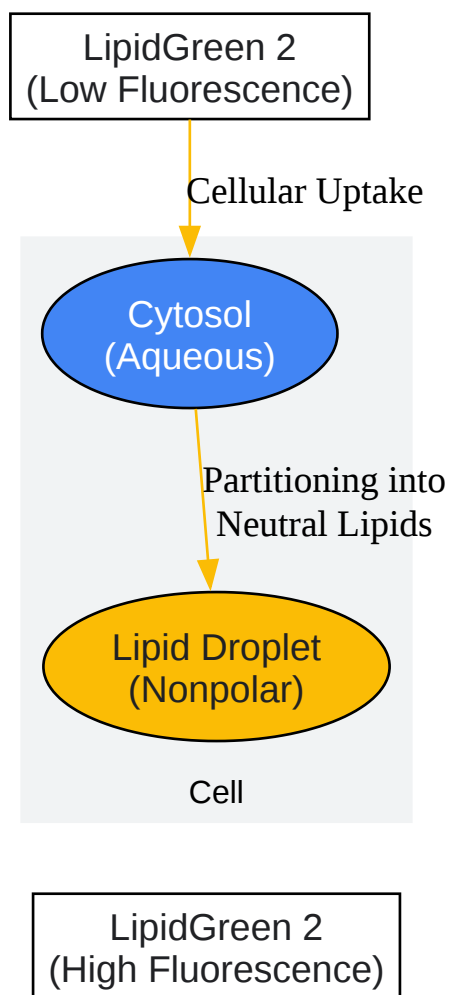 LipidGreen 2
(Low Fluorescence)
Cellular Uptake
Cytosol
(Aqueous)
Partitioning into
Neutral Lipids
Lipid Droplet
(Nonpolar)
Cell
LipidGreen 2
(High Fluorescence)